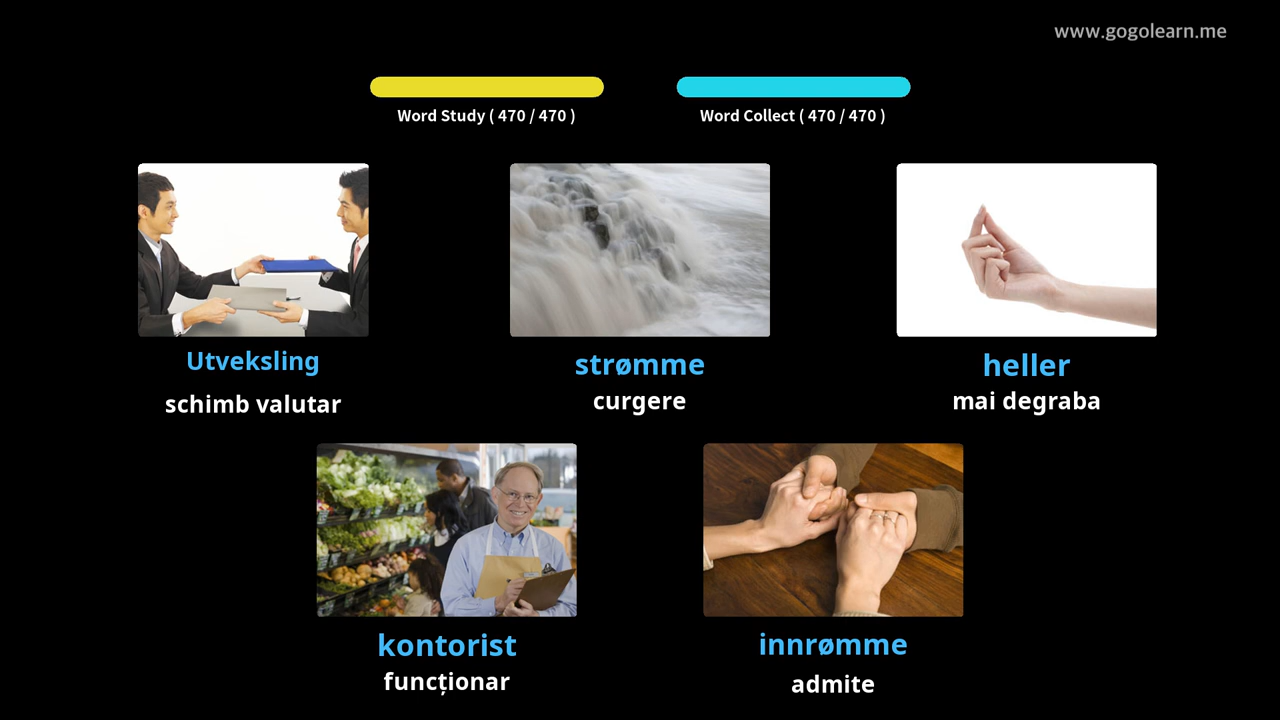 www.gogolearn.me
Word Study ( 470 / 470 )
Word Collect ( 470 / 470 )
Utveksling
schimb valutar
strømme
curgere
heller
mai degraba
kontorist
funcționar
innrømme
admite